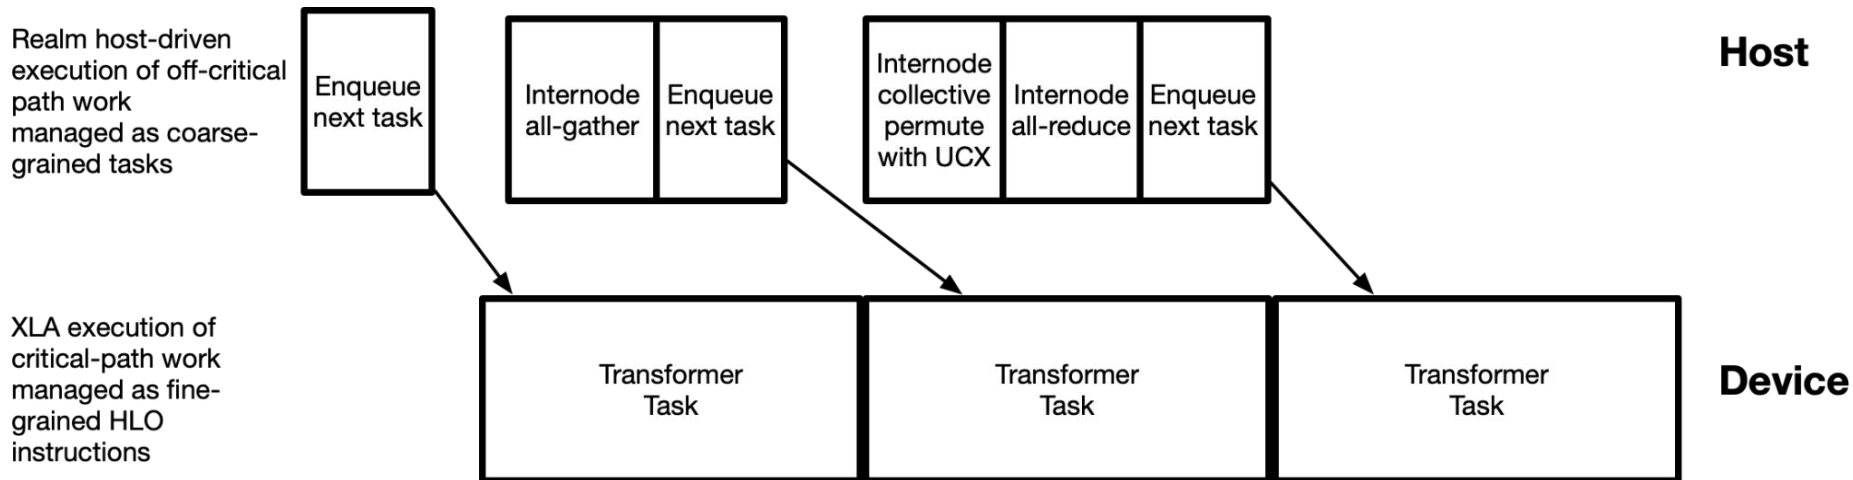 Realm host-driven
execution of off-critical
path work
managed as coarse-
grained tasks
Enqueue
next task
Internode
all-gather
Enqueue
next task
Internode
collective
permute
with UCX
Internode
all-reduce
Enqueue
next task
Host
XLA execution of
critical-path work
managed as fine-
grained HLO
instructions
Transformer
Task
Transformer
Task
Transformer
Task
Device